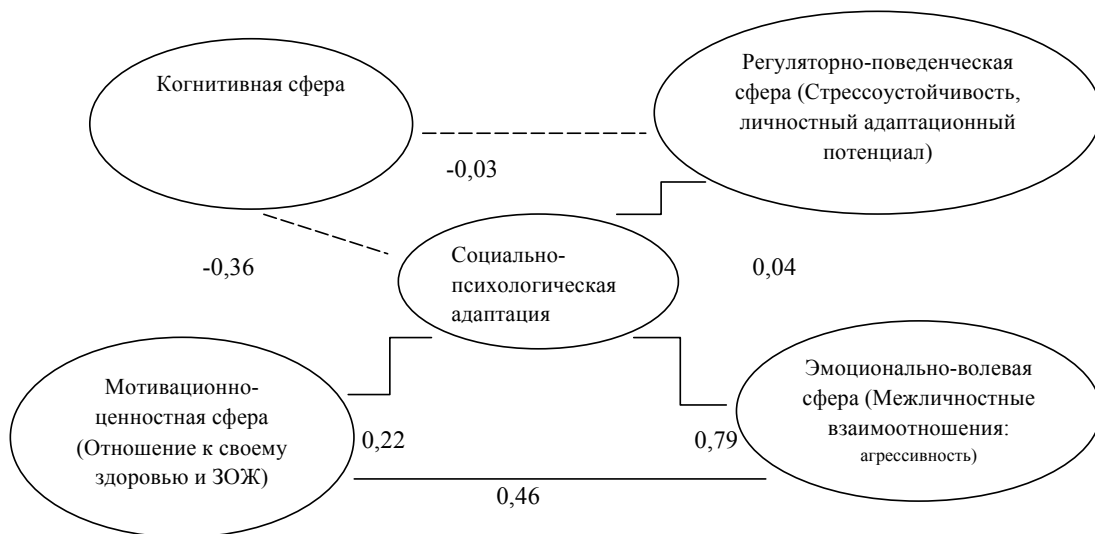 Когнитивная сфера
Регуляторно-поведенческая
сфера (Стрессоустойчивость,
личностный адаптационный
потенциал)
-0,03
-0,36
Социально-
психологическая
адаптация
0,04
Мотивационно-
ценностная сфера
(Отношение к своему
здоровью и ЗОЖ)
0,22
0,79
Эмоционально-волевая
сфера (Межличностные
взаимоотношения:
агрессивность)
0,46